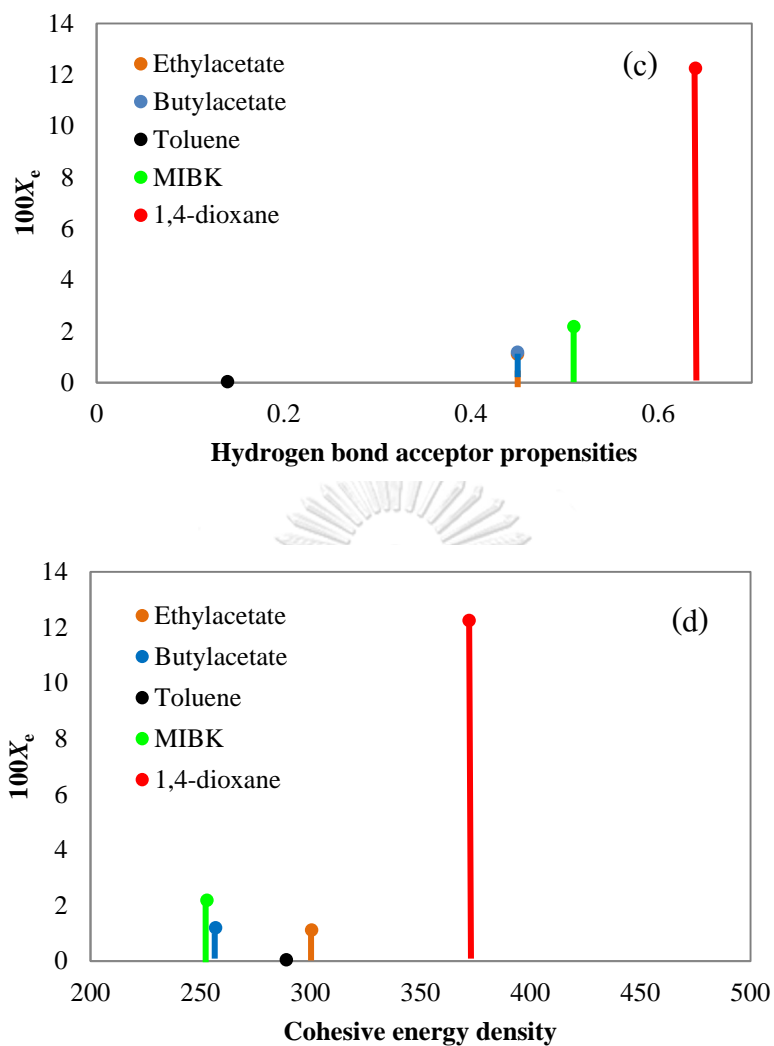 14
12
10
8
6
4
2
0
100Xe
Ethylacetate
Butylacetate
Toluene
MIBK
1,4-dioxane
(c)
0 0.2 0.4 0.6
Hydrogen bond acceptor propensities
14
12
10
8
6
4
2
0
100Xe
Ethylacetate
Butylacetate
Toluene
MIBK
1,4-dioxane
(d)
200 250 300 350 400 450 500
Cohesive energy density